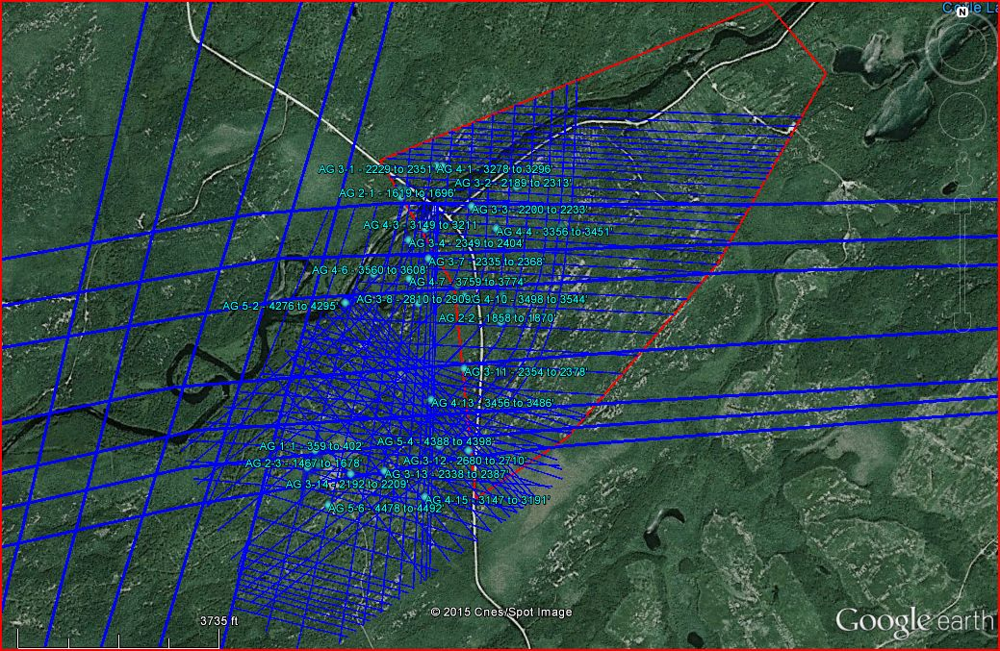 AG 3-1 - 2229 to 2351'
AG 4-1 - 3278 to 3296'
AG 3-2 - 2189 to 2313'
AG 2-1 - 1619 to 1696'
AG 3-3 - 2200 to 2233'
AG 4-3 - 3149 to 3211'
AG 4-4 - 3356 to 3451'
AG 3-4 - 2349 to 2404'
AG 3-7 - 2335 to 2368'
AG 4-6 - 3560 to 3608'
AG 4-7 - 3759 to 3774'
AG 3-8 - 2810 to 2909'
G 4-10 - 3498 to 3544'
AG 5-2 - 4276 to 4295'
AG 2-2 - 1858 to 1870'
AG 3-11 - 2354 to 2378'
AG 4-13 - 3456 to 3486'
AG 5-4 - 4388 to 4398'
AG 1-1 - 359 to 402'
AG 3-12 - 2680 to 2710'
AG 2-3 - 1467 to 1678'
AG 3-13 - 2338 to 2387'
AG 3-14 - 2192 to 2209'
AG 4-15 - 3147 to 3191'
AG 5-6 - 4478 to 4492'
N
3735 ft
© 2015 Cnes/Spot Image
Google earth